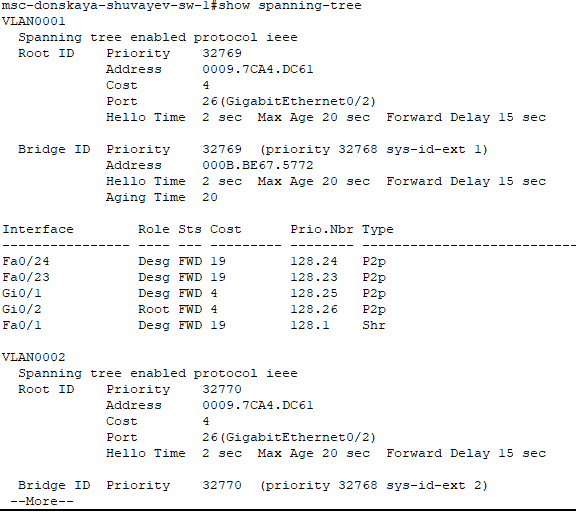 msc-donskaya-shuvayev-sw-1#show spanning-tree
VLAN0001
  Spanning tree enabled protocol ieee
  Root ID    Priority    32769
             Address     0009.7CA4.DC61
             Cost        4
             Port        26(GigabitEthernet0/2)
             Hello Time  2 sec  Max Age 20 sec  Forward Delay 15 sec

  Bridge ID  Priority    32769  (priority 32768 sys-id-ext 1)
             Address     000B.BE67.5772
             Hello Time  2 sec  Max Age 20 sec  Forward Delay 15 sec
             Aging Time  20

Interface        Role Sts Cost      Prio.Nbr Type
---------------- ---- --- --------- -------- --------------------------------
Fa0/24           Desg FWD 19        128.24   P2p
Fa0/23           Desg FWD 19        128.23   P2p
Gi0/1            Desg FWD 4         128.25   P2p
Gi0/2            Root FWD 4         128.26   P2p
Fa0/1            Desg FWD 19        128.1    Shr

VLAN0002
  Spanning tree enabled protocol ieee
  Root ID    Priority    32770
             Address     0009.7CA4.DC61
             Cost        4
             Port        26(GigabitEthernet0/2)
             Hello Time  2 sec  Max Age 20 sec  Forward Delay 15 sec

  Bridge ID  Priority    32770  (priority 32768 sys-id-ext 2)
 --More--